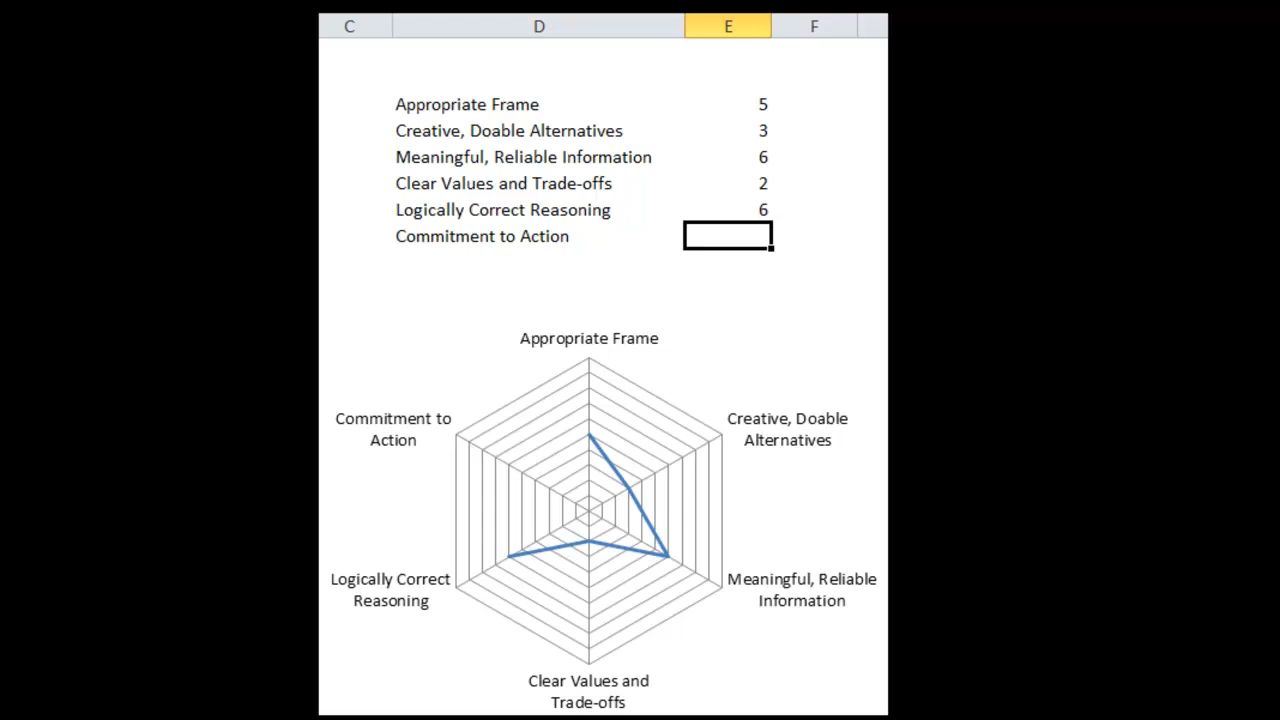 C D E F
Appropriate Frame 5
Creative, Doable Alternatives 3
Meaningful, Reliable Information 6
Clear Values and Trade-offs 2
Logically Correct Reasoning 6
Commitment to Action
Appropriate Frame
Commitment to
Action
Creative, Doable
Alternatives
Logically Correct
Reasoning
Meaningful, Reliable
Information
Clear Values and
Trade-offs